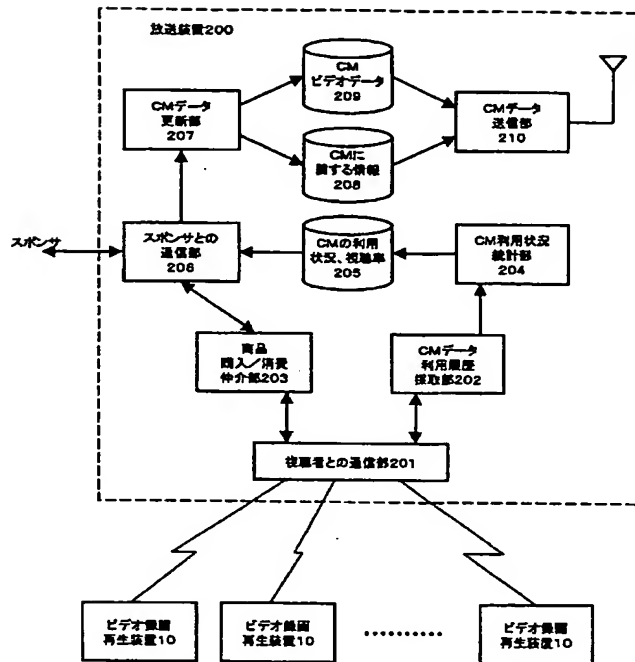 放送装置200
CM
ビデオデータ
209
CMデータ
更新部
207
CMデータ
送信部
210
CMに
関する情報
208
スポンサ
スポンサとの
通信部
206
CMの利用
状況、視聴率
205
CM利用状況
統計部
204
商品
購入/消費
仲介部203
CMデータ
利用履歴
採取部202
視聴者との通信部201
ビデオ録画
再生装置10
ビデオ録画
再生装置10
ビデオ録画
再生装置10